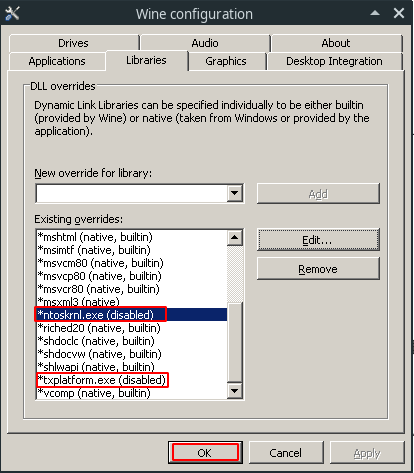 Wine configuration
Drives Audio About
Applications Libraries Graphics Desktop Integration
DLL overrides
Dynamic Link Libraries can be specified individually to be either builtin
(provided by Wine) or native (taken from Windows or provided by the
application).
New override for library:
Add
Existing overrides:
*mshtml (native, builtin)
*msimtf (native, builtin)
*msvcm80 (native, builtin)
*msvcp80 (native, builtin)
*msvcr80 (native, builtin)
*msxml3 (native)
*ntoskrnl.exe (disabled)
*riched20 (native, builtin)
*shdoclc (native, builtin)
*shdocvw (native, builtin)
*shlwapi (native, builtin)
*txplatform.exe (disabled)
*vcomp (native, builtin)
Edit...
Remove
OK Cancel Apply